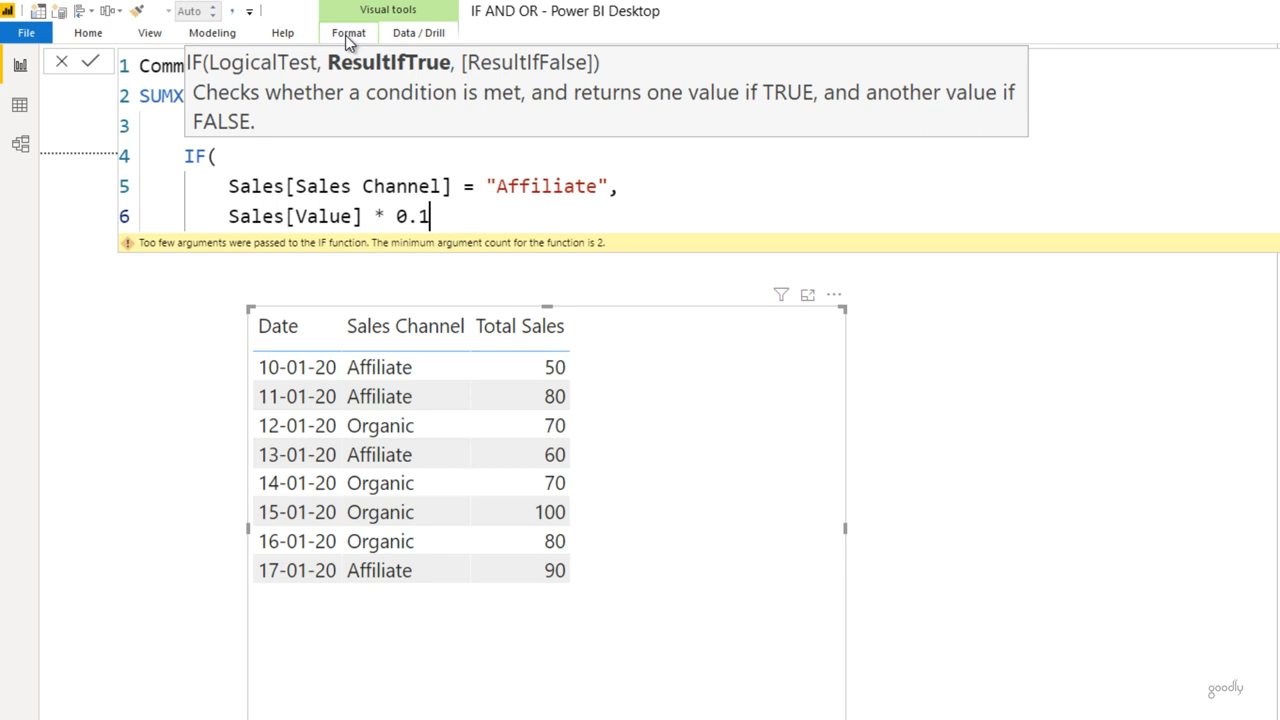 Auto
Visual tools
IF AND OR - Power BI Desktop
File
Home
View
Modeling
Help
Format
Data / Drill
IF(LogicalTest, ResultIfTrue, [ResultIfFalse])
Checks whether a condition is met, and returns one value if TRUE, and another value if
FALSE.
1 Comm
2 SUMX
3
4 IF(
5 Sales[Sales Channel] = "Affiliate",
6 Sales[Value] * 0.1
Too few arguments were passed to the IF function. The minimum argument count for the function is 2.
Date Sales Channel Total Sales
10-01-20 Affiliate 50
11-01-20 Affiliate 80
12-01-20 Organic 70
13-01-20 Affiliate 60
14-01-20 Organic 70
15-01-20 Organic 100
16-01-20 Organic 80
17-01-20 Affiliate 90
goodly